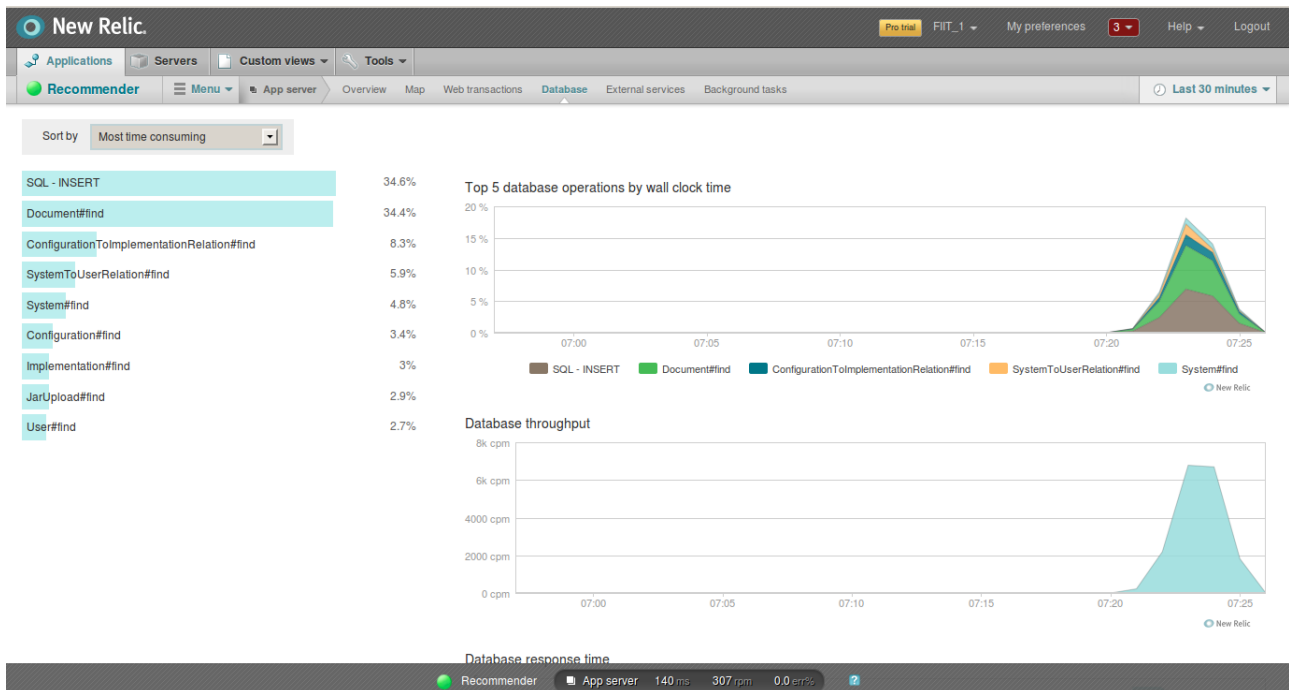 New Relic.
Pro trial FIIT_1 My preferences 3 Help Logout
Applications Servers Custom views Tools
Recommender Menu App server Overview Map Web transactions Database External services Background tasks Last 30 minutes
Sort by Most time consuming
SQL - INSERT 34.6%
Document#find 34.4%
ConfigurationToImplementationRelation#find 8.3%
SystemToUserRelation#find 5.9%
System#find 4.8%
Configuration#find 3.4%
Implementation#find 3%
JarUpload#find 2.9%
User#find 2.7%
Top 5 database operations by wall clock time
20 %
15 %
10 %
5 %
0 %
07:00 07:05 07:10 07:15 07:20 07:25
SQL - INSERT Document#find ConfigurationToImplementationRelation#find SystemToUserRelation#find System#find
New Relic
Database throughput
8k cpm
6k cpm
4000 cpm
2000 cpm
0 cpm
07:00 07:05 07:10 07:15 07:20 07:25
New Relic
Database response time
Recommender App server 140 ms 307 rpm 0.0 err% ?